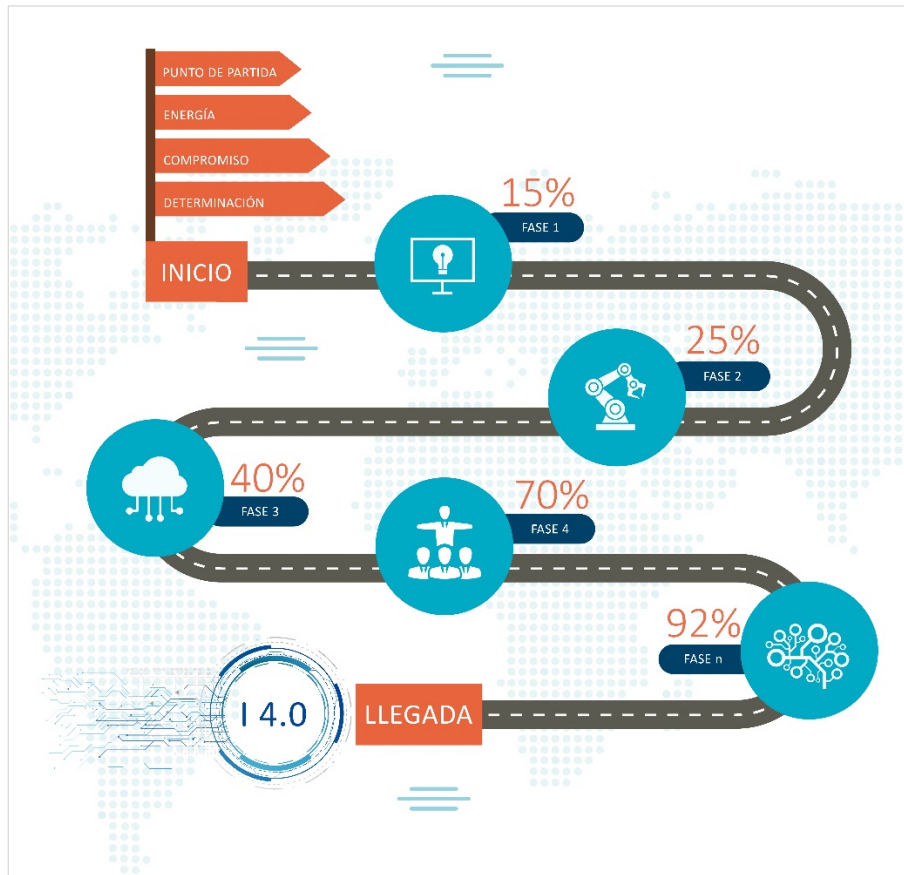 PUNTO DE PARTIDA
ENERGÍA
COMPROMISO
DETERMINACIÓN
INICIO
15%
FASE 1
25%
FASE 2
40%
FASE 3
70%
FASE 4
92%
FASE n
I 4.0
LLEGADA